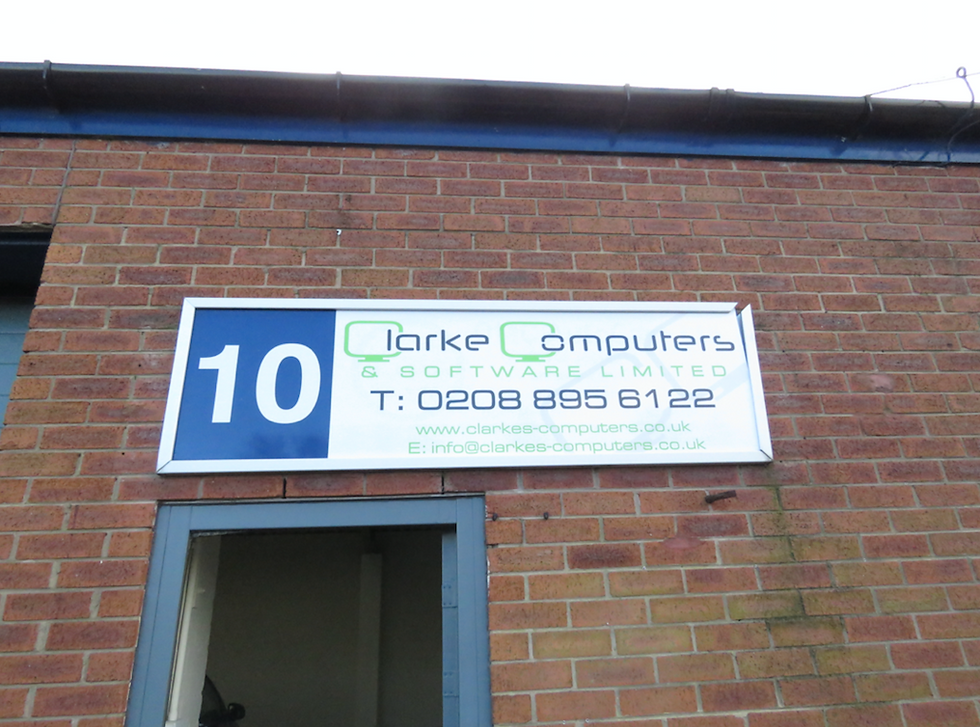 10
Clarke Computers
& SOFTWARE LIMITED
T: 0208 895 6122
www.clarkes-computers.co.uk
E: info@clarkes-computers.co.uk